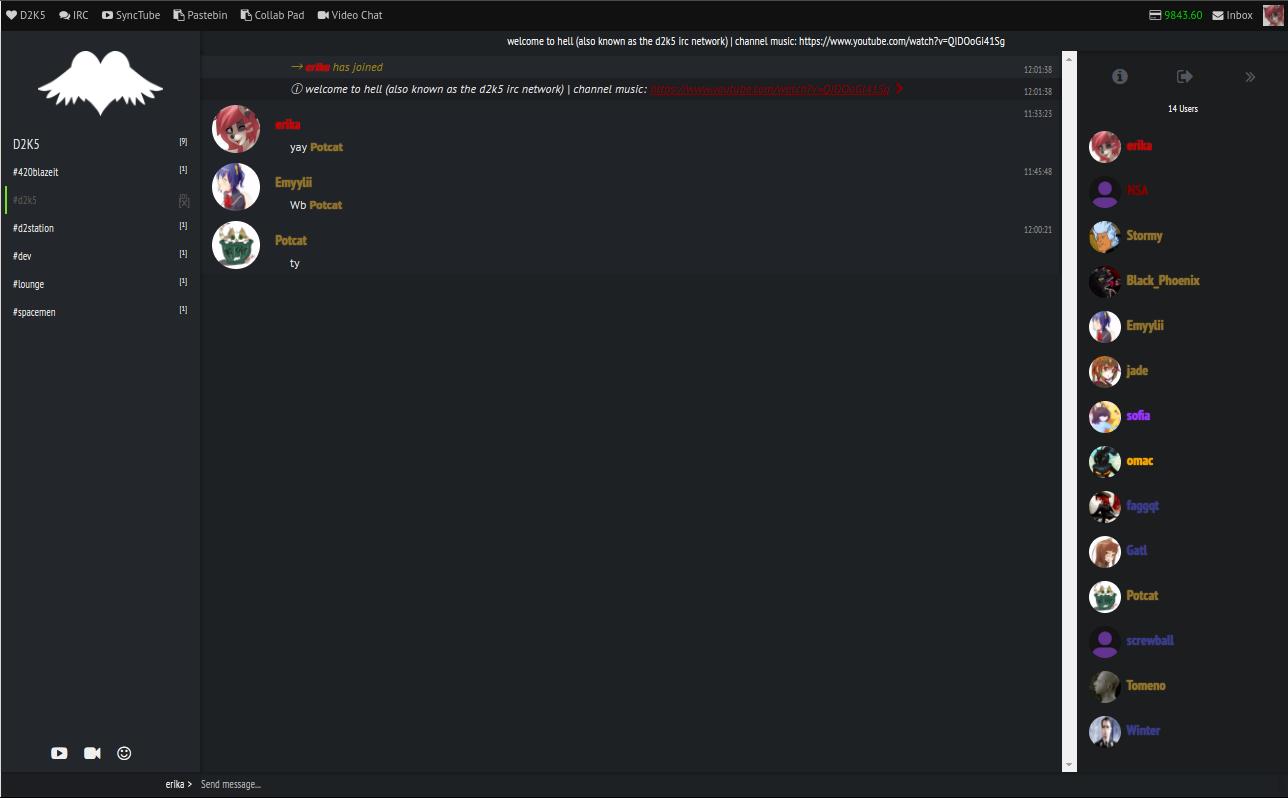 D2K5 IRC SyncTube Pastebin Collab Pad Video Chat 9843.60 Inbox
welcome to hell (also known as the d2k5 irc network) | channel music: https://www.youtube.com/watch?v=QIDOoGi41Sg
D2K5 [9]
#420blazeit [1]
#d2k5
#d2station [1]
#dev [1]
#lounge [1]
#spacemen [1]
→ erika has joined 12:01:38
welcome to hell (also known as the d2k5 irc network) | channel music: https://www.youtube.com/watch?v=QIDOoGi41Sg 12:01:38
erika 11:33:23
yay Potcat
Emyylii 11:45:48
Wb Potcat
Potcat 12:00:21
ty
14 Users
erika
NSA
Stormy
Black_Phoenix
Emyylii
jade
sofia
omac
faggqt
Gatl
Potcat
screwball
Tomeno
Winter
erika > Send message...